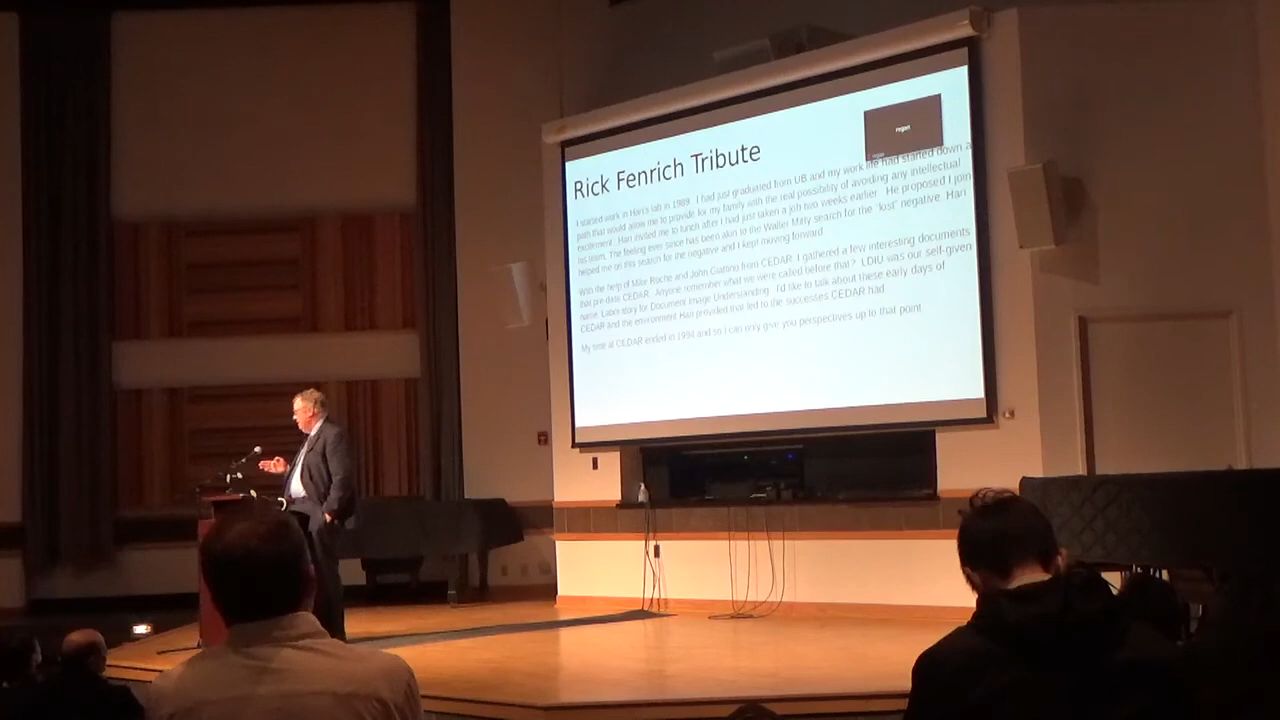 Rick Fenrich Tribute
regan
regan
I started work in Hari's lab in 1989. I had just graduated from UB and my work life had started down a
path that would allow me to provide for my family with the real possibility of avoiding any intellectual
excitement. Hari invited me to lunch after I had just taken a job two weeks earlier. He proposed I join
his team. The feeling ever since has been akin to the Walter Mitty search for the "lost" negative. Hari
helped me on this search for the negative and I kept moving forward.
With the help of Mike Roche and John Giattino from CEDAR, I gathered a few interesting documents
that pre-date CEDAR. Anyone remember what we were called before that? LDIU was our self-given
name. Laboratory for Document Image Understanding. I'd like to talk about these early days of
CEDAR and the environment Hari provided that led to the successes CEDAR had
My time at CEDAR ended in 1994 and so I can only give you perspectives up to that point